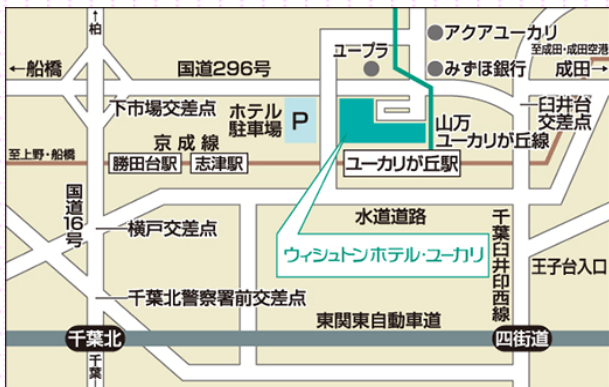 ↑柏
アクアユーカリ
ユープラ
至成田・成田空港
←船橋
国道296号
みずほ銀行
成田→
下市場交差点
ホテル
駐車場
P
山万
ユーカリが丘線
臼井台
交差点
京成線
至上野・船橋
勝田台駅
志津駅
ユーカリが丘駅
国道16号
横戸交差点
水道道路
千葉臼井印西線
ウィシュトンホテル・ユーカリ
王子台入口
千葉北警察署前交差点
東関東自動車道
千葉北
四街道
千葉↓